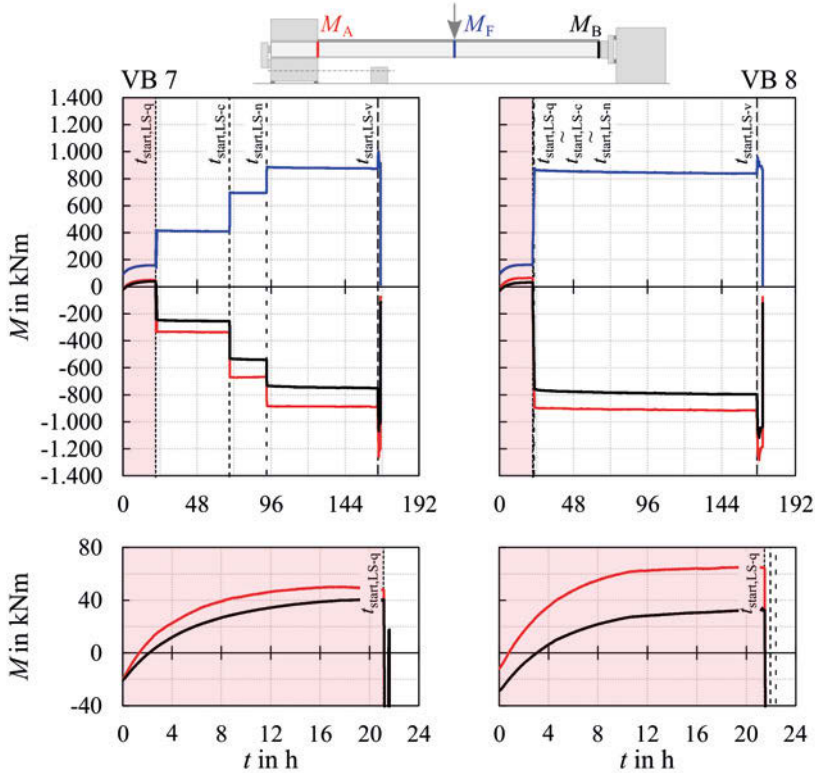 M_A M_F M_B
VB 7 VB 8
M in kNm
1.400
1.200
1.000
800
600
400
200
0
-200
-400
-600
-800
-1.000
-1.200
-1.400
t_start,LS-q
t_start,LS-c
t_start,LS-n
t_start,LS-v
0 48 96 144 192
t_start,LS-q
~
t_start,LS-c
~
t_start,LS-n
t_start,LS-v
0 48 96 144 192
M in kNm
80
40
0
-40
t_start,LS-q
0 4 8 12 16 20 24
t in h
t_start,LS-q
0 4 8 12 16 20 24
t in h